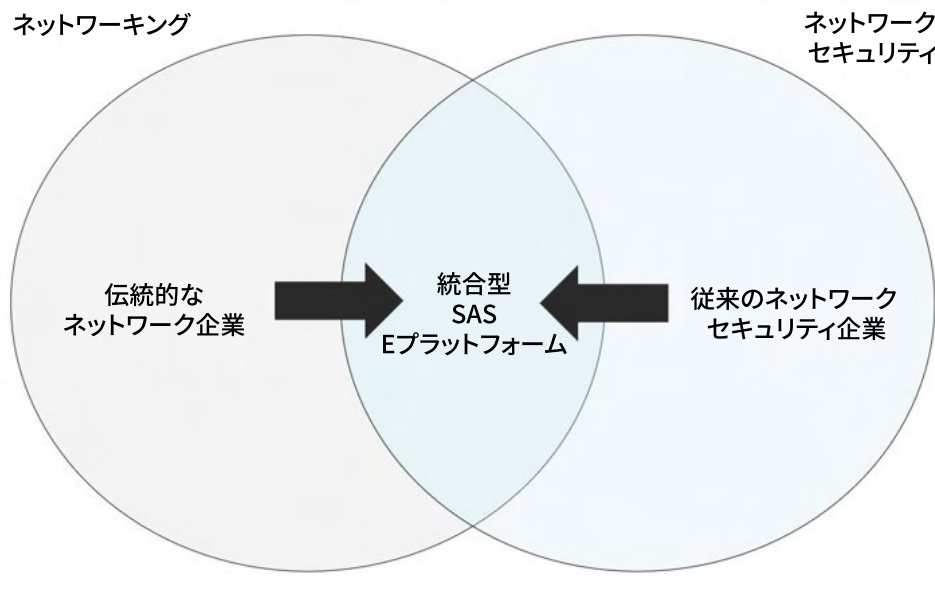 ネットワーキング
ネットワーク
セキュリティ
伝統的な
ネットワーク企業
統合型
SAS
Eプラットフォーム
従来のネットワーク
セキュリティ企業